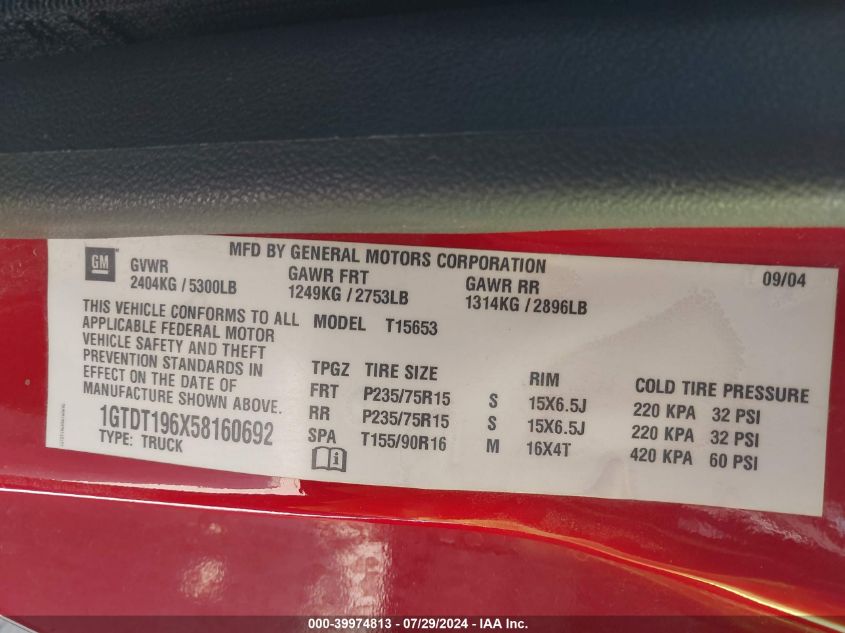 MFD BY GENERAL MOTORS CORPORATION
09/04
GM
GVWR GAWR FRT GAWR RR
2404KG / 5300LB 1249KG / 2753LB 1314KG / 2896LB
THIS VEHICLE CONFORMS TO ALL
APPLICABLE FEDERAL MOTOR
VEHICLE SAFETY AND THEFT
PREVENTION STANDARDS IN
EFFECT ON THE DATE OF
MANUFACTURE SHOWN ABOVE.
1GTDT196X58160692
TYPE: TRUCK
MODEL T15653
TPGZ TIRE SIZE RIM COLD TIRE PRESSURE
FRT P235/75R15 S 15X6.5J 220 KPA 32 PSI
RR P235/75R15 S 15X6.5J 220 KPA 32 PSI
SPA T155/90R16 M 16X4T 420 KPA 60 PSI
000-39974813 / 07/29/2024 - IAA Inc.